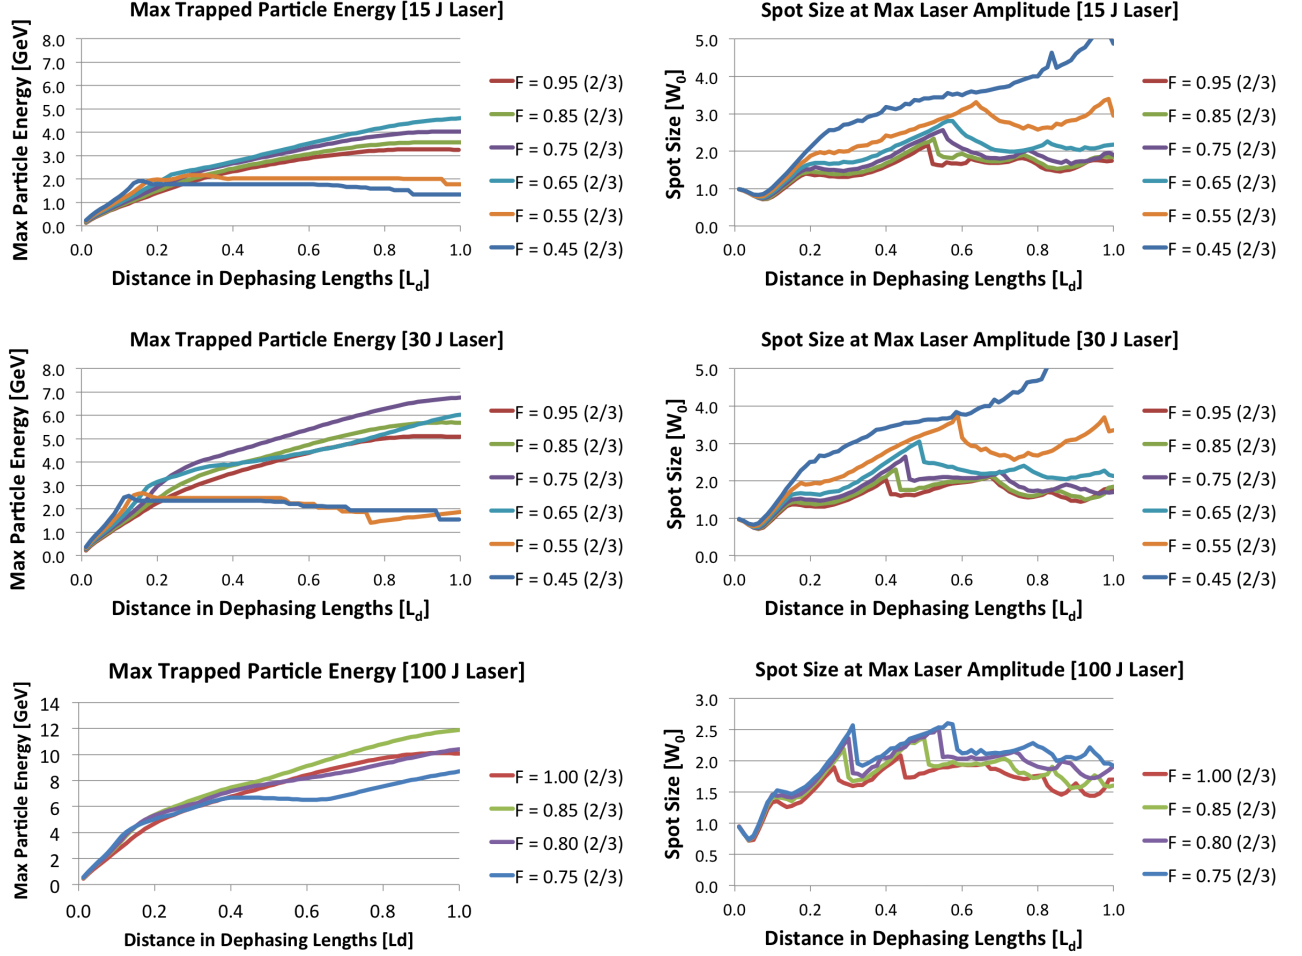 Max Trapped Particle Energy [15 J Laser]
Max Particle Energy [GeV]
8.0
7.0
6.0
5.0
4.0
3.0
2.0
1.0
0.0
0.0 0.2 0.4 0.6 0.8 1.0
Distance in Dephasing Lengths [Ld]
F = 0.95 (2/3)
F = 0.85 (2/3)
F = 0.75 (2/3)
F = 0.65 (2/3)
F = 0.55 (2/3)
F = 0.45 (2/3)
Spot Size at Max Laser Amplitude [15 J Laser]
Spot Size [W0]
5.0
4.0
3.0
2.0
1.0
0.0
0.0 0.2 0.4 0.6 0.8 1.0
Distance in Dephasing Lengths [Ld]
F = 0.95 (2/3)
F = 0.85 (2/3)
F = 0.75 (2/3)
F = 0.65 (2/3)
F = 0.55 (2/3)
F = 0.45 (2/3)
Max Trapped Particle Energy [30 J Laser]
Max Particle Energy [GeV]
8.0
7.0
6.0
5.0
4.0
3.0
2.0
1.0
0.0
0.0 0.2 0.4 0.6 0.8 1.0
Distance in Dephasing Lengths [Ld]
F = 0.95 (2/3)
F = 0.85 (2/3)
F = 0.75 (2/3)
F = 0.65 (2/3)
F = 0.55 (2/3)
F = 0.45 (2/3)
Spot Size at Max Laser Amplitude [30 J Laser]
Spot Size [W0]
5.0
4.0
3.0
2.0
1.0
0.0
0.0 0.2 0.4 0.6 0.8 1.0
Distance in Dephasing Lengths [Ld]
F = 0.95 (2/3)
F = 0.85 (2/3)
F = 0.75 (2/3)
F = 0.65 (2/3)
F = 0.55 (2/3)
F = 0.45 (2/3)
Max Trapped Particle Energy [100 J Laser]
Max Particle Energy [GeV]
14
12
10
8
6
4
2
0
0.0 0.2 0.4 0.6 0.8 1.0
Distance in Dephasing Lengths [Ld]
F = 1.00 (2/3)
F = 0.85 (2/3)
F = 0.80 (2/3)
F = 0.75 (2/3)
Spot Size at Max Laser Amplitude [100 J Laser]
Spot Size [W0]
3.0
2.5
2.0
1.5
1.0
0.5
0.0
0.0 0.2 0.4 0.6 0.8 1.0
Distance in Dephasing Lengths [Ld]
F = 1.00 (2/3)
F = 0.85 (2/3)
F = 0.80 (2/3)
F = 0.75 (2/3)